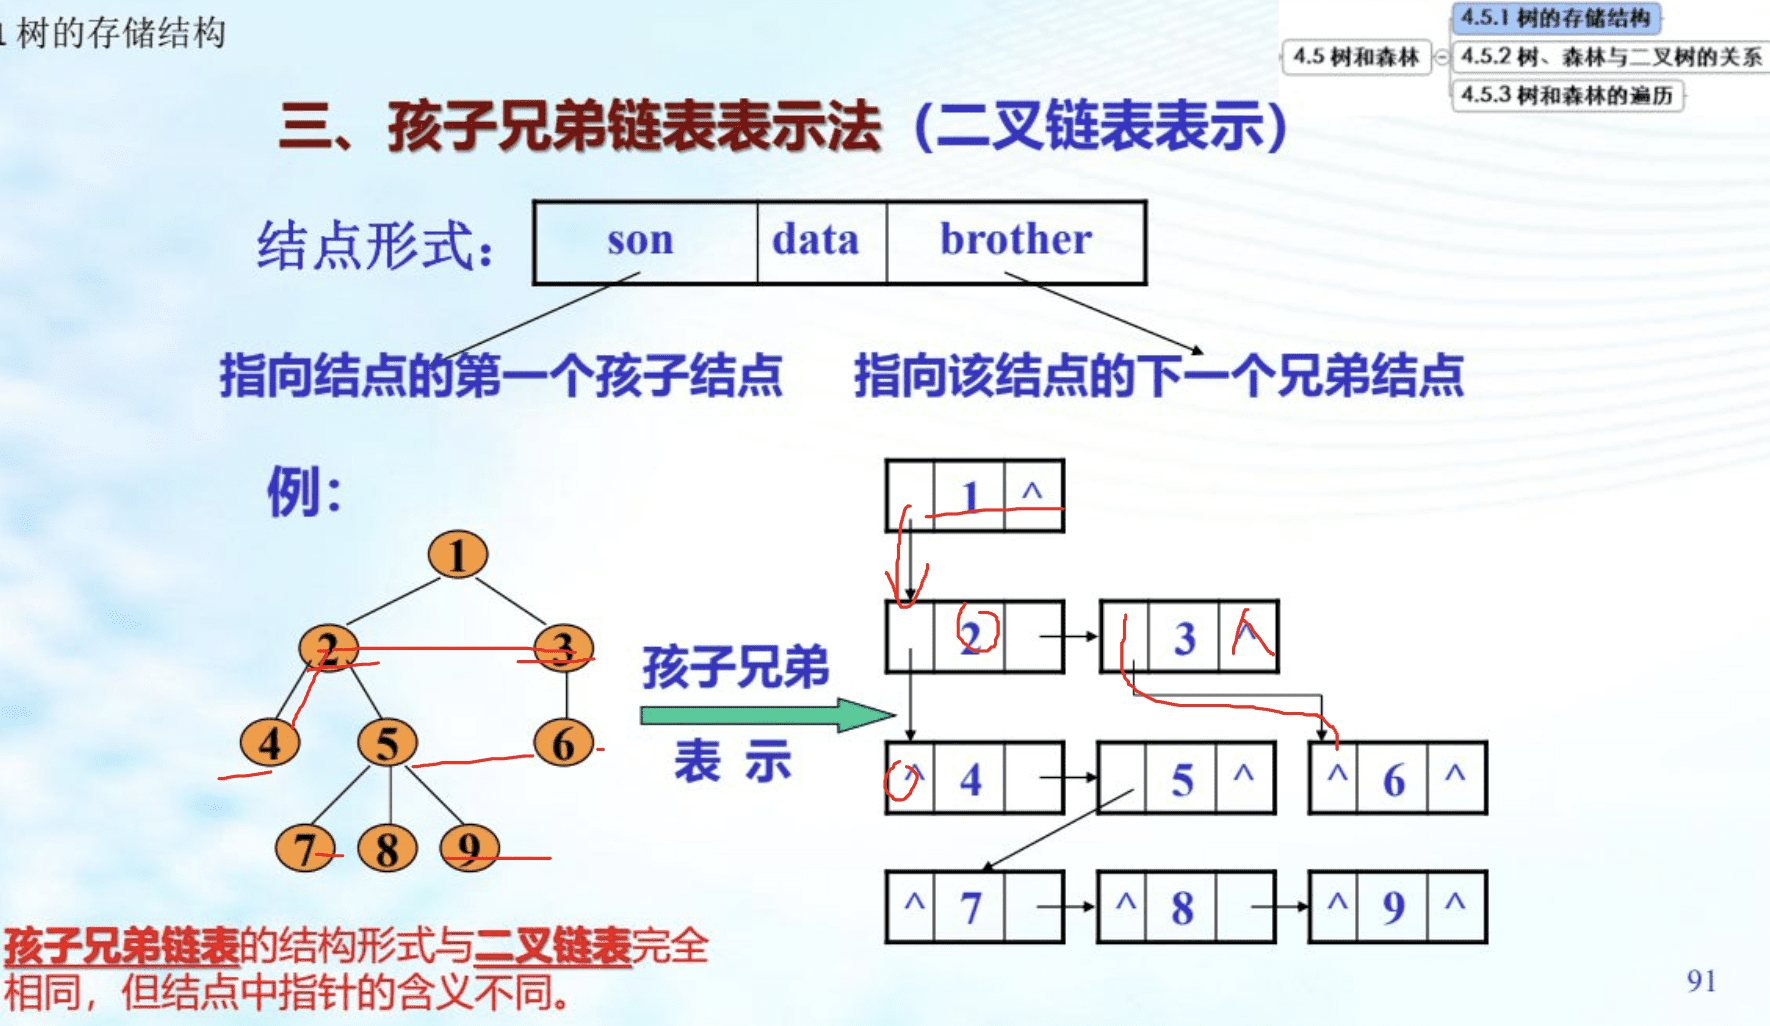 1 树的存储结构
4.5 树和森林
4.5.1 树的存储结构
4.5.2 树、森林与二叉树的关系
4.5.3 树和森林的遍历
三、孩子兄弟链表表示法（二叉链表表示）
结点形式：
son data brother
指向结点的第一个孩子结点 指向该结点的下一个兄弟结点
例：
1
2 3
4 5 6
7 8 9
孩子兄弟
表 示
1 ^
2 3 ^
^ 4 5 ^ ^ 6 ^
^ 7 ^ 8 ^ 9 ^
孩子兄弟链表的结构形式与二叉链表完全
相同，但结点中指针的含义不同。
91